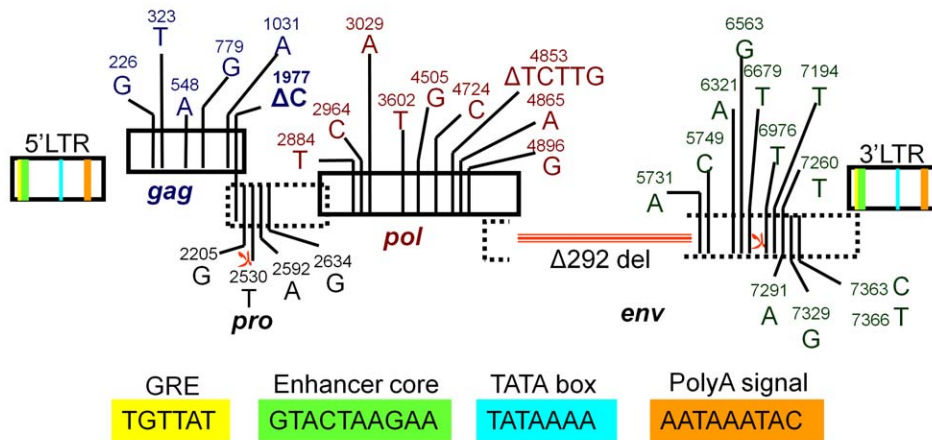 5'LTR
226
G
323
T
548
A
779
G
1031
A
1977
ΔC
gag
2884
T
2964
C
3029
A
3602
T
4505
G
4724
C
4853
ΔTCTTG
4865
A
4896
G
pol
2205
G
2530
T
2592
A
2634
G
pro
Δ292 del
5731
A
5749
C
6321
A
6563
G
6679
T
6976
T
7194
T
7260
T
3'LTR
env
7291
A
7329
G
7363 C
7366 T
GRE
TGTTAT
Enhancer core
GTACTAAGAA
TATA box
TATAAAA
PolyA signal
AATAAATAC